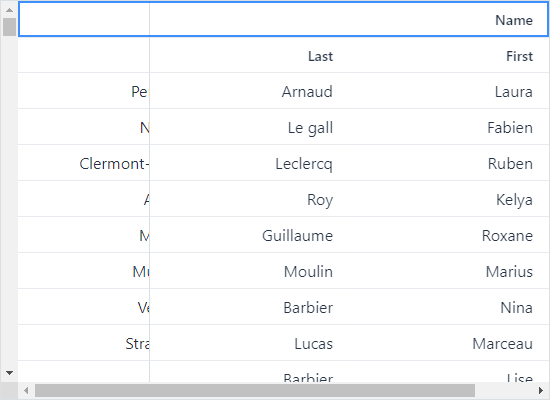 Name
Last First
Pe Arnaud Laura
N Le gall Fabien
Clermont- Leclercq Ruben
Roy Kelya
M Guillaume Roxane
Mu Moulin Marius
Ve Barbier Nina
Stra Lucas Marceau
Barbier Lise